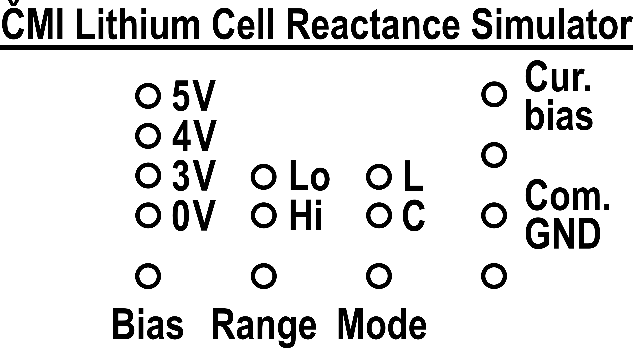 ČMI Lithium Cell Reactance Simulator
5V
4V
3V
0V
Lo
Hi
L
C
Cur.
bias
Com.
GND
Bias Range Mode